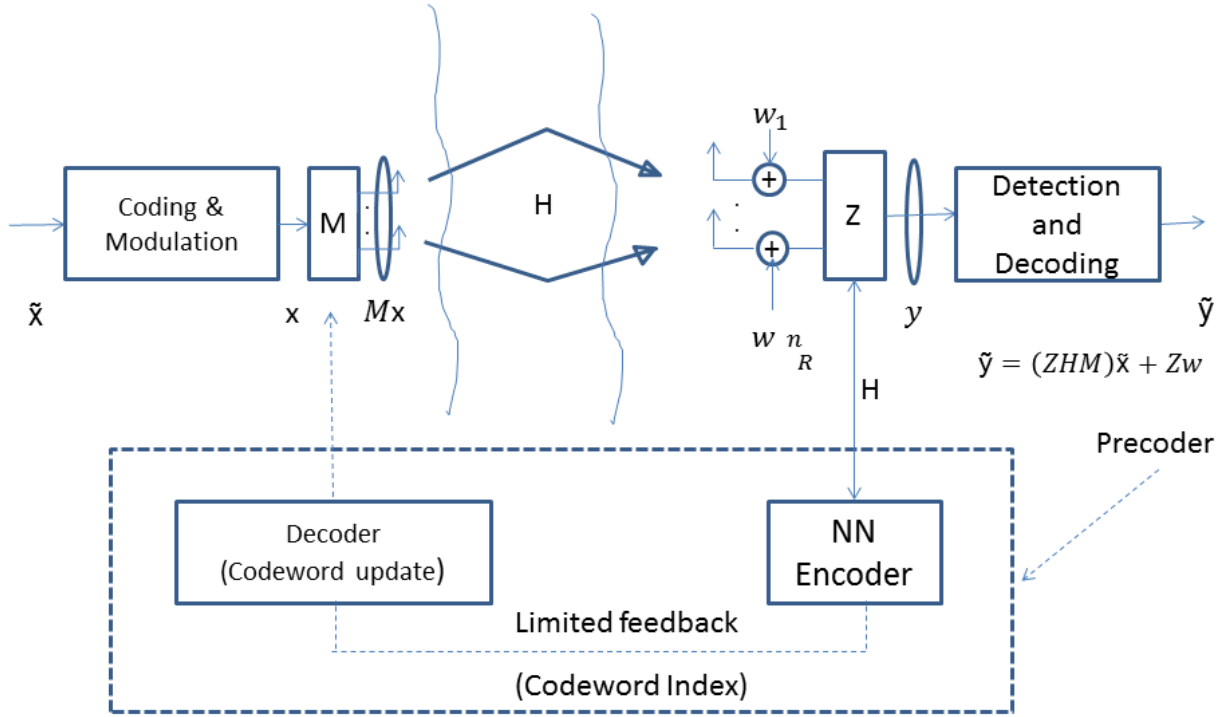 w₁
Coding &
Modulation
M
H
+
+
Z
Detection
and
Decoding
x̃
x
Mx
w n_R
y
ỹ
ỹ = (ZHM)x̃ + Zw
H
Precoder
Decoder
(Codeword update)
NN
Encoder
Limited feedback
(Codeword Index)